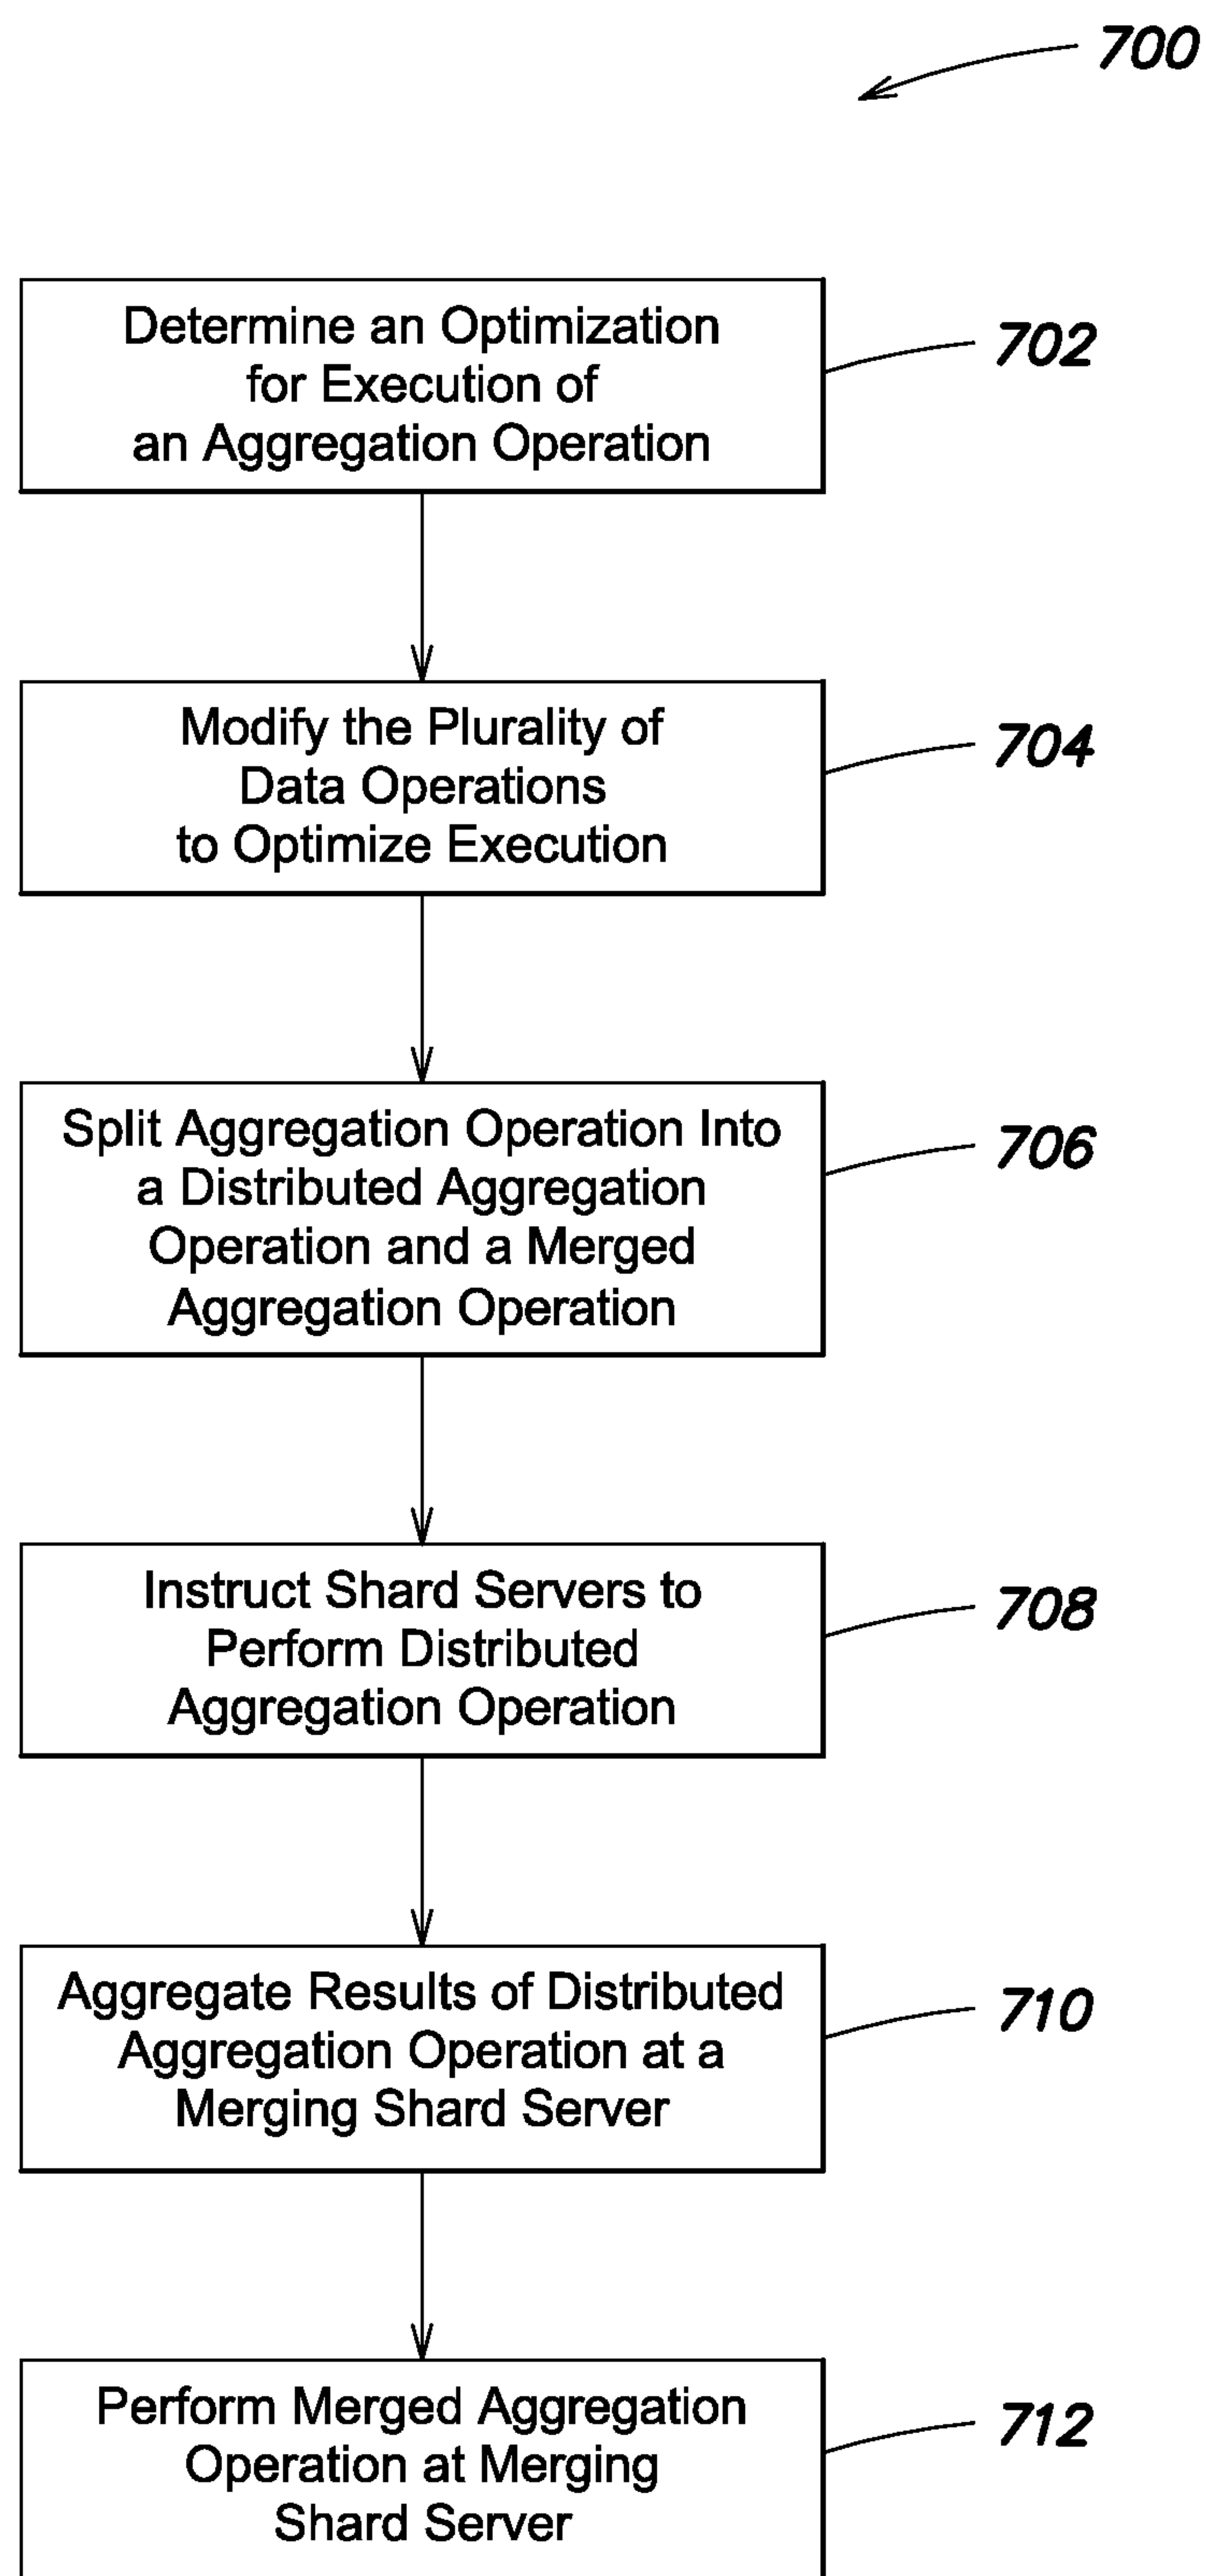 700
Determine an Optimization
for Execution of
an Aggregation Operation
702
Modify the Plurality of
Data Operations
to Optimize Execution
704
Split Aggregation Operation Into
a Distributed Aggregation
Operation and a Merged
Aggregation Operation
706
Instruct Shard Servers to
Perform Distributed
Aggregation Operation
708
Aggregate Results of Distributed
Aggregation Operation at a
Merging Shard Server
710
Perform Merged Aggregation
Operation at Merging
Shard Server
712